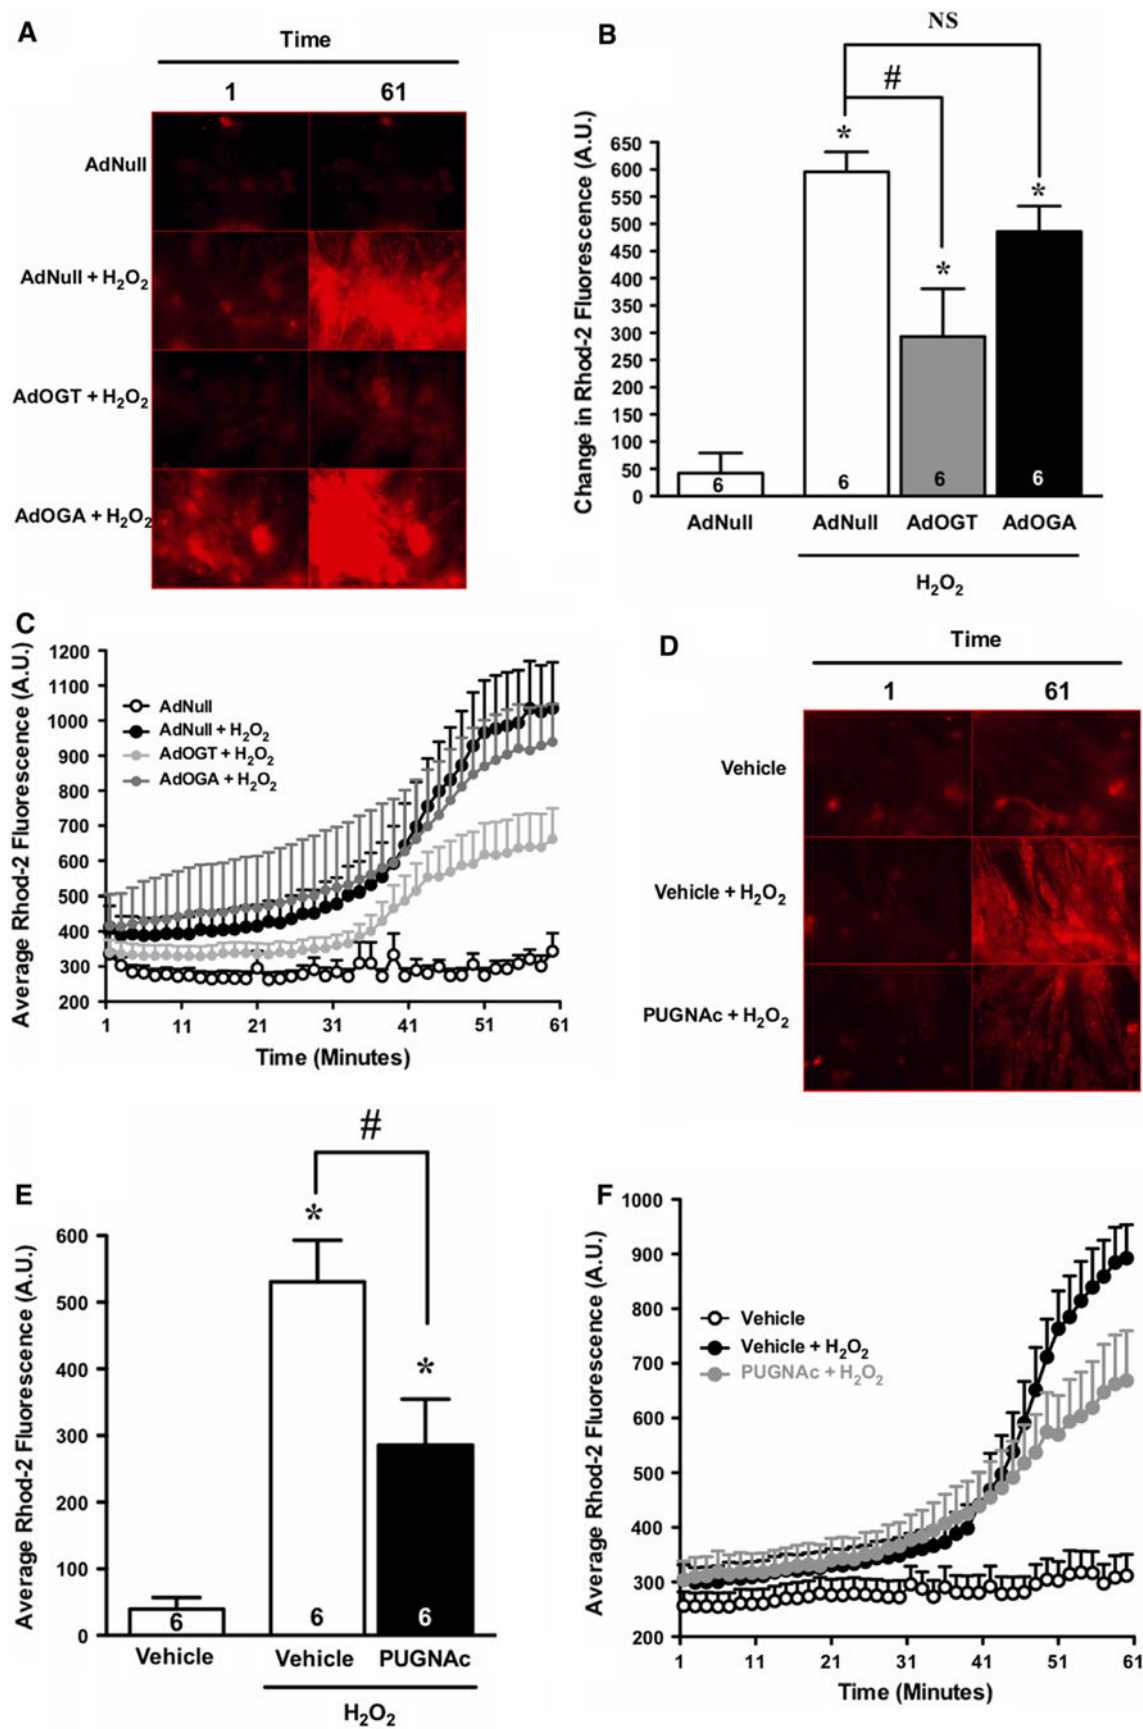 A
Time
1 61
AdNull
AdNull + H₂O₂
AdOGT + H₂O₂
AdOGA + H₂O₂
B
NS
#
*
*
*
Change in Rhod-2 Fluorescence (A.U.)
650
600
550
500
450
400
350
300
250
200
150
100
50
0
6 6 6 6
AdNull AdNull AdOGT AdOGA
H₂O₂
C
Average Rhod-2 Fluorescence (A.U.)
1200
1100
1000
900
800
700
600
500
400
300
200
AdNull
AdNull + H₂O₂
AdOGT + H₂O₂
AdOGA + H₂O₂
1 11 21 31 41 51 61
Time (Minutes)
D
Time
1 61
Vehicle
Vehicle + H₂O₂
PUGNAc + H₂O₂
E
#
*
*
Average Rhod-2 Fluorescence (A.U.)
600
500
400
300
200
100
0
6 6 6
Vehicle Vehicle PUGNAc
H₂O₂
F
Average Rhod-2 Fluorescence (A.U.)
1000
900
800
700
600
500
400
300
200
Vehicle
Vehicle + H₂O₂
PUGNAc + H₂O₂
1 11 21 31 41 51 61
Time (Minutes)